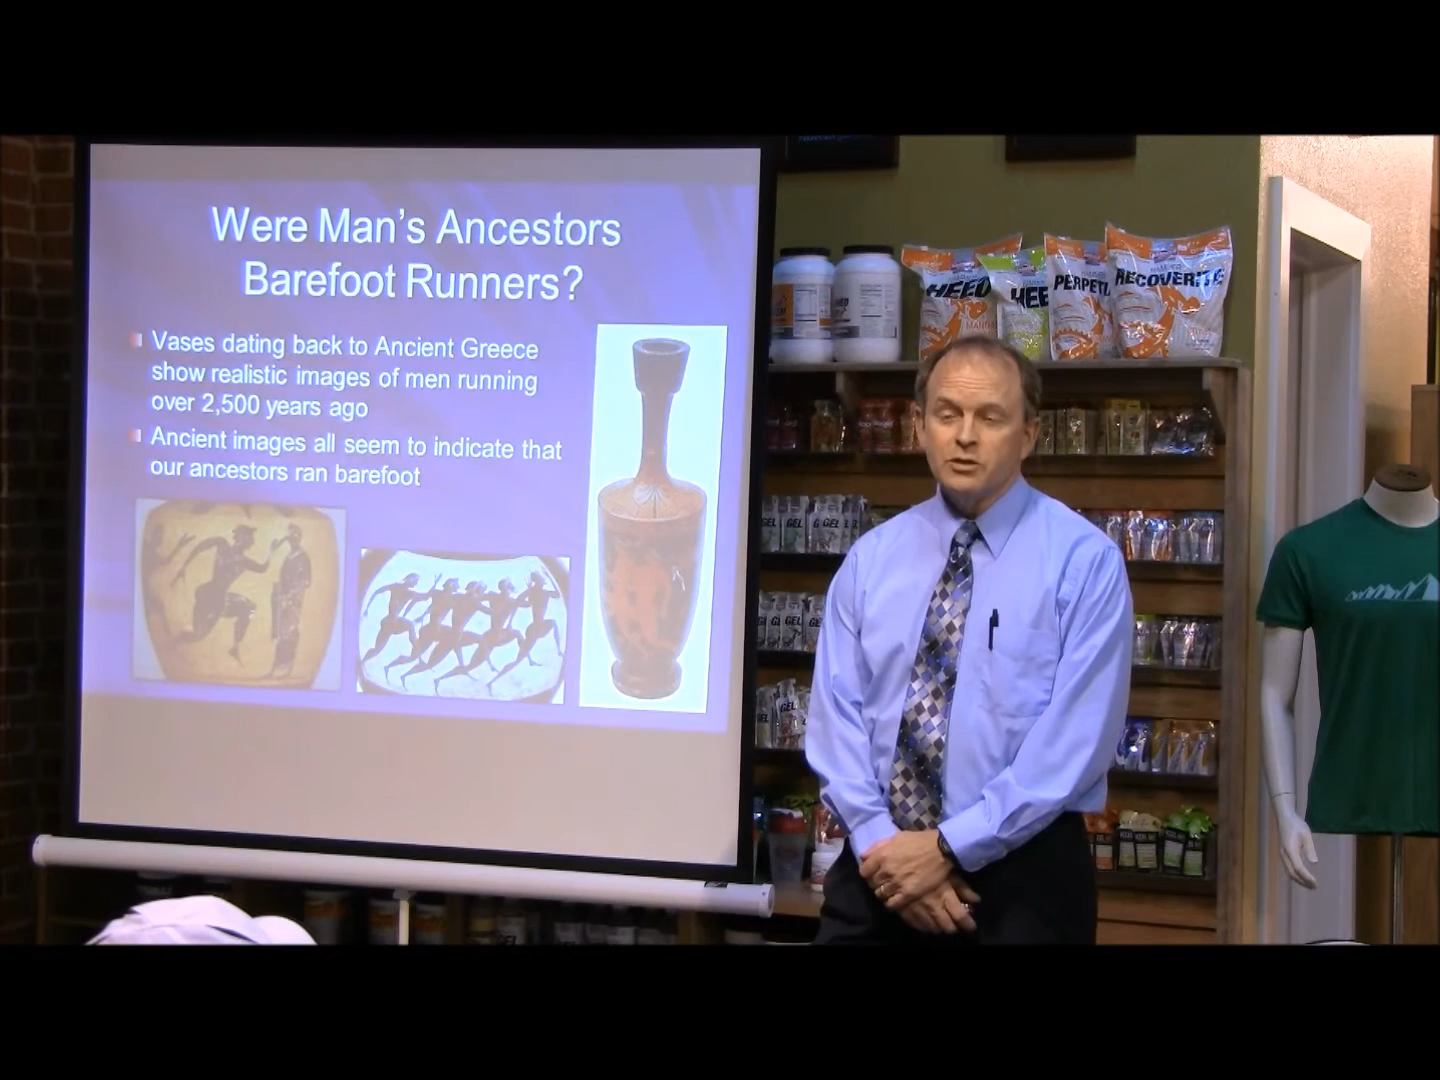 Were Man's Ancestors
Barefoot Runners?
Vases dating back to Ancient Greece
show realistic images of men running
over 2,500 years ago
Ancient images all seem to indicate that
our ancestors ran barefoot
HEED
PERPETU
RECOVERITE
GEL
GEL
GEL
GEL